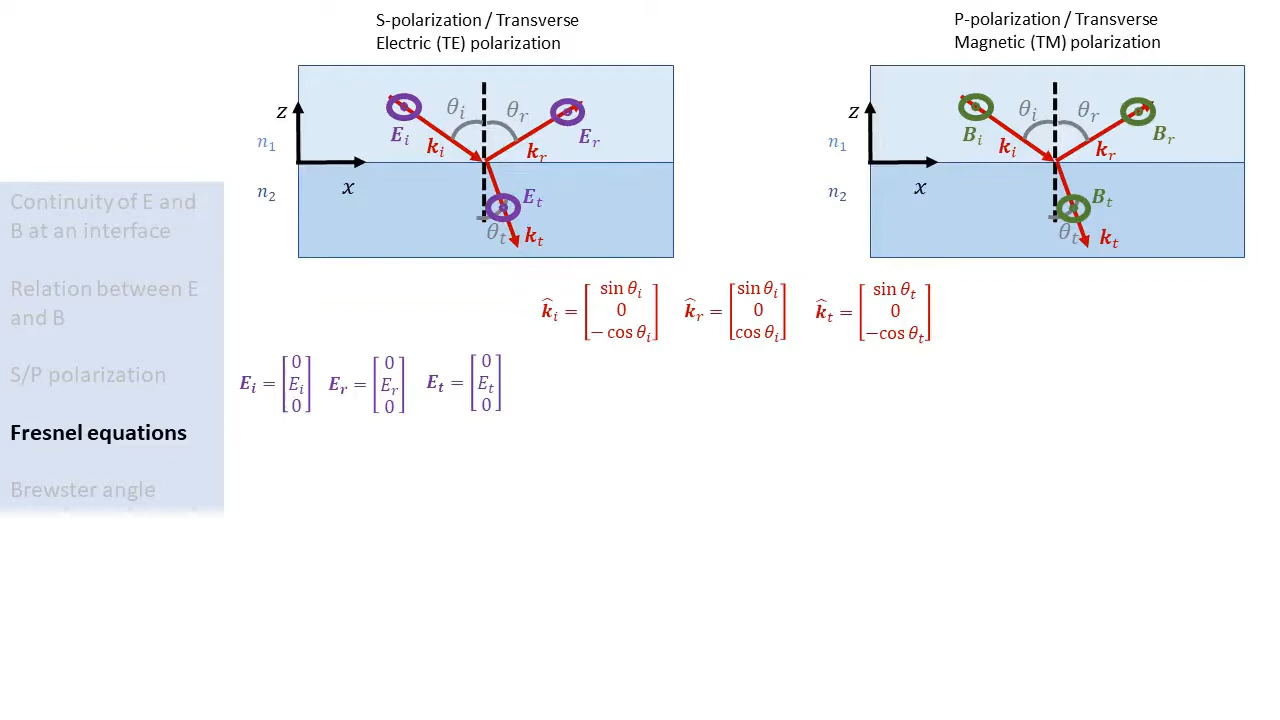 S-polarization / Transverse
Electric (TE) polarization
P-polarization / Transverse
Magnetic (TM) polarization
z
x
n₁
n₂
θᵢ
θᵣ
θₜ
Eᵢ
Eᵣ
Eₜ
kᵢ
kᵣ
kₜ
z
x
n₁
n₂
θᵢ
θᵣ
θₜ
Bᵢ
Bᵣ
Bₜ
kᵢ
kᵣ
kₜ
Continuity of E and
B at an interface
Relation between E
and B
S/P polarization
Fresnel equations
Brewster angle
k̂ᵢ = [sin θᵢ 0 − cos θᵢ] k̂ᵣ = [sin θᵢ 0 cos θᵢ] k̂ₜ = [sin θₜ 0 −cos θₜ]
Eᵢ = [0 Eᵢ 0] Eᵣ = [0 Eᵣ 0] Eₜ = [0 Eₜ 0]